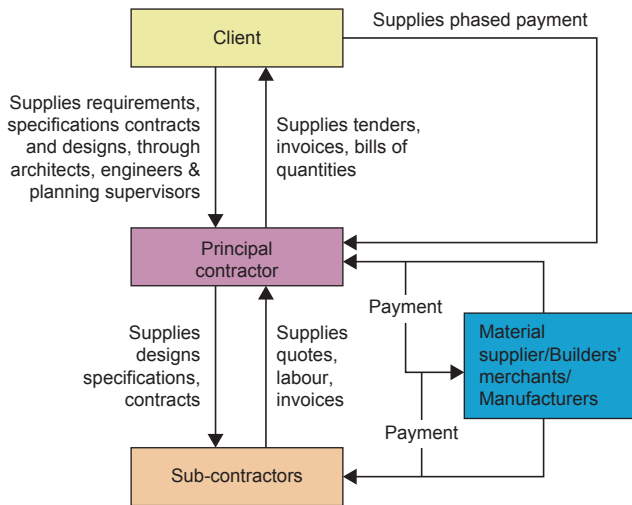 Supplies phased payment
Client
Supplies requirements,
specifications contracts
and designs, through
architects, engineers &
planning supervisors
Supplies tenders,
invoices, bills of
quantities
Principal
contractor
Payment
Supplies
designs
specifications,
contracts
Supplies
quotes,
labour,
invoices
Material
supplier/Builders’
merchants/
Manufacturers
Payment
Sub-contractors